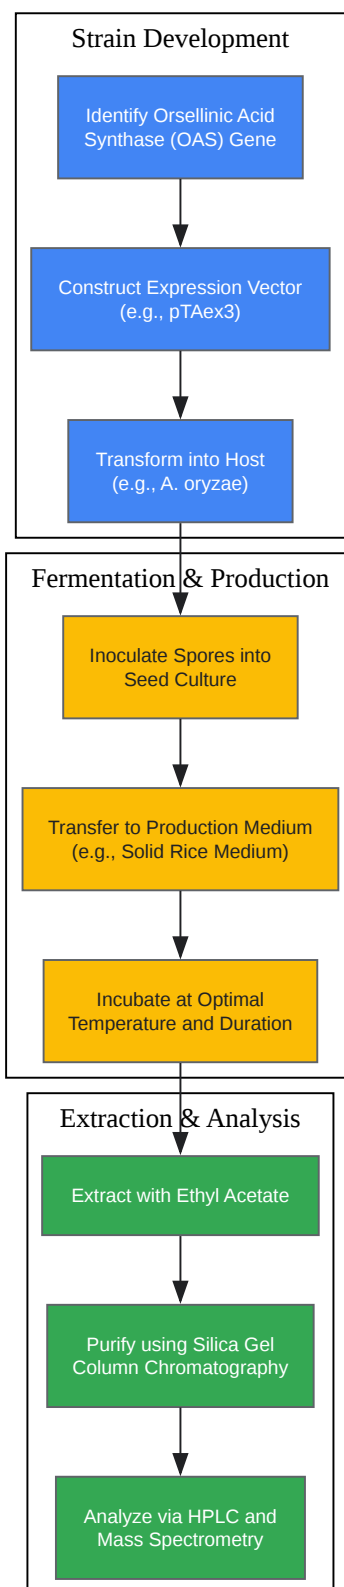 Strain Development
Identify Orsellinic Acid
Synthase (OAS) Gene
Construct Expression Vector
(e.g., pTAex3)
Transform into Host
(e.g., A. oryzae)
Fermentation & Production
Inoculate Spores into
Seed Culture
Transfer to Production Medium
(e.g., Solid Rice Medium)
Incubate at Optimal
Temperature and Duration
Extraction & Analysis
Extract with Ethyl Acetate
Purify using Silica Gel
Column Chromatography
Analyze via HPLC and
Mass Spectrometry